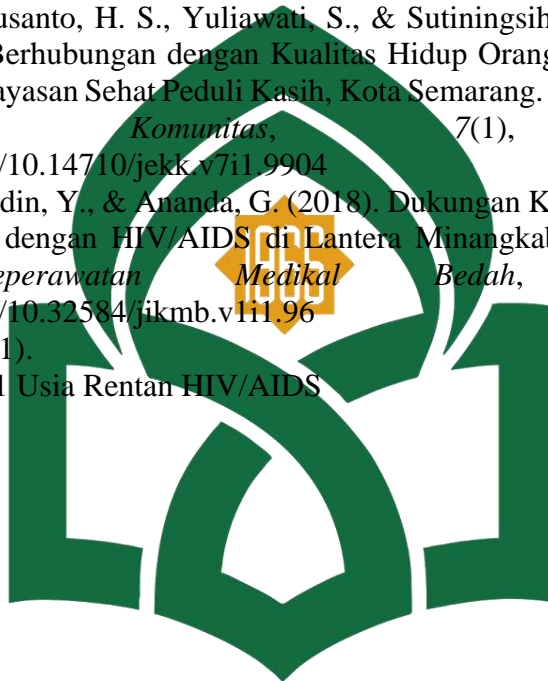 usanto, H. S., Yuliawati, S., & Sutiningsih
Berhubungan dengan Kualitas Hidup Orang
ayasan Sehat Peduli Kasih, Kota Semarang.
Komunitas, 7(1),
/10.14710/jekk.v7i1.9904
din, Y., & Ananda, G. (2018). Dukungan K
dengan HIV/AIDS di Lantera Minangkab
eperawatan Medikal Bedah,
1966
/10.32584/jikmb.v1i1.96
1).
1 Usia Rentan HIV/AIDS